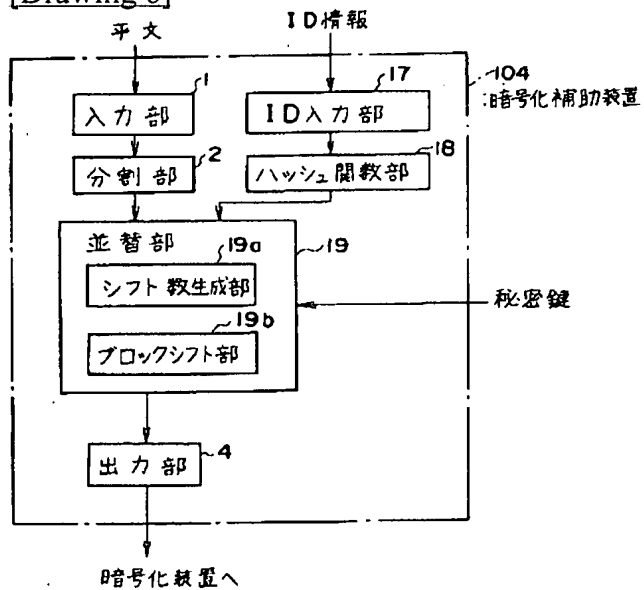 [Drawing 6]
平文
ID情報
104
:暗号化補助装置
1
入力部
17
ID入力部
2
分割部
18
ハッシュ関数部
19
並替部
19a
シフト数生成部
秘密鍵
19b
ブロックシフト部
4
出力部
暗号化装置へ